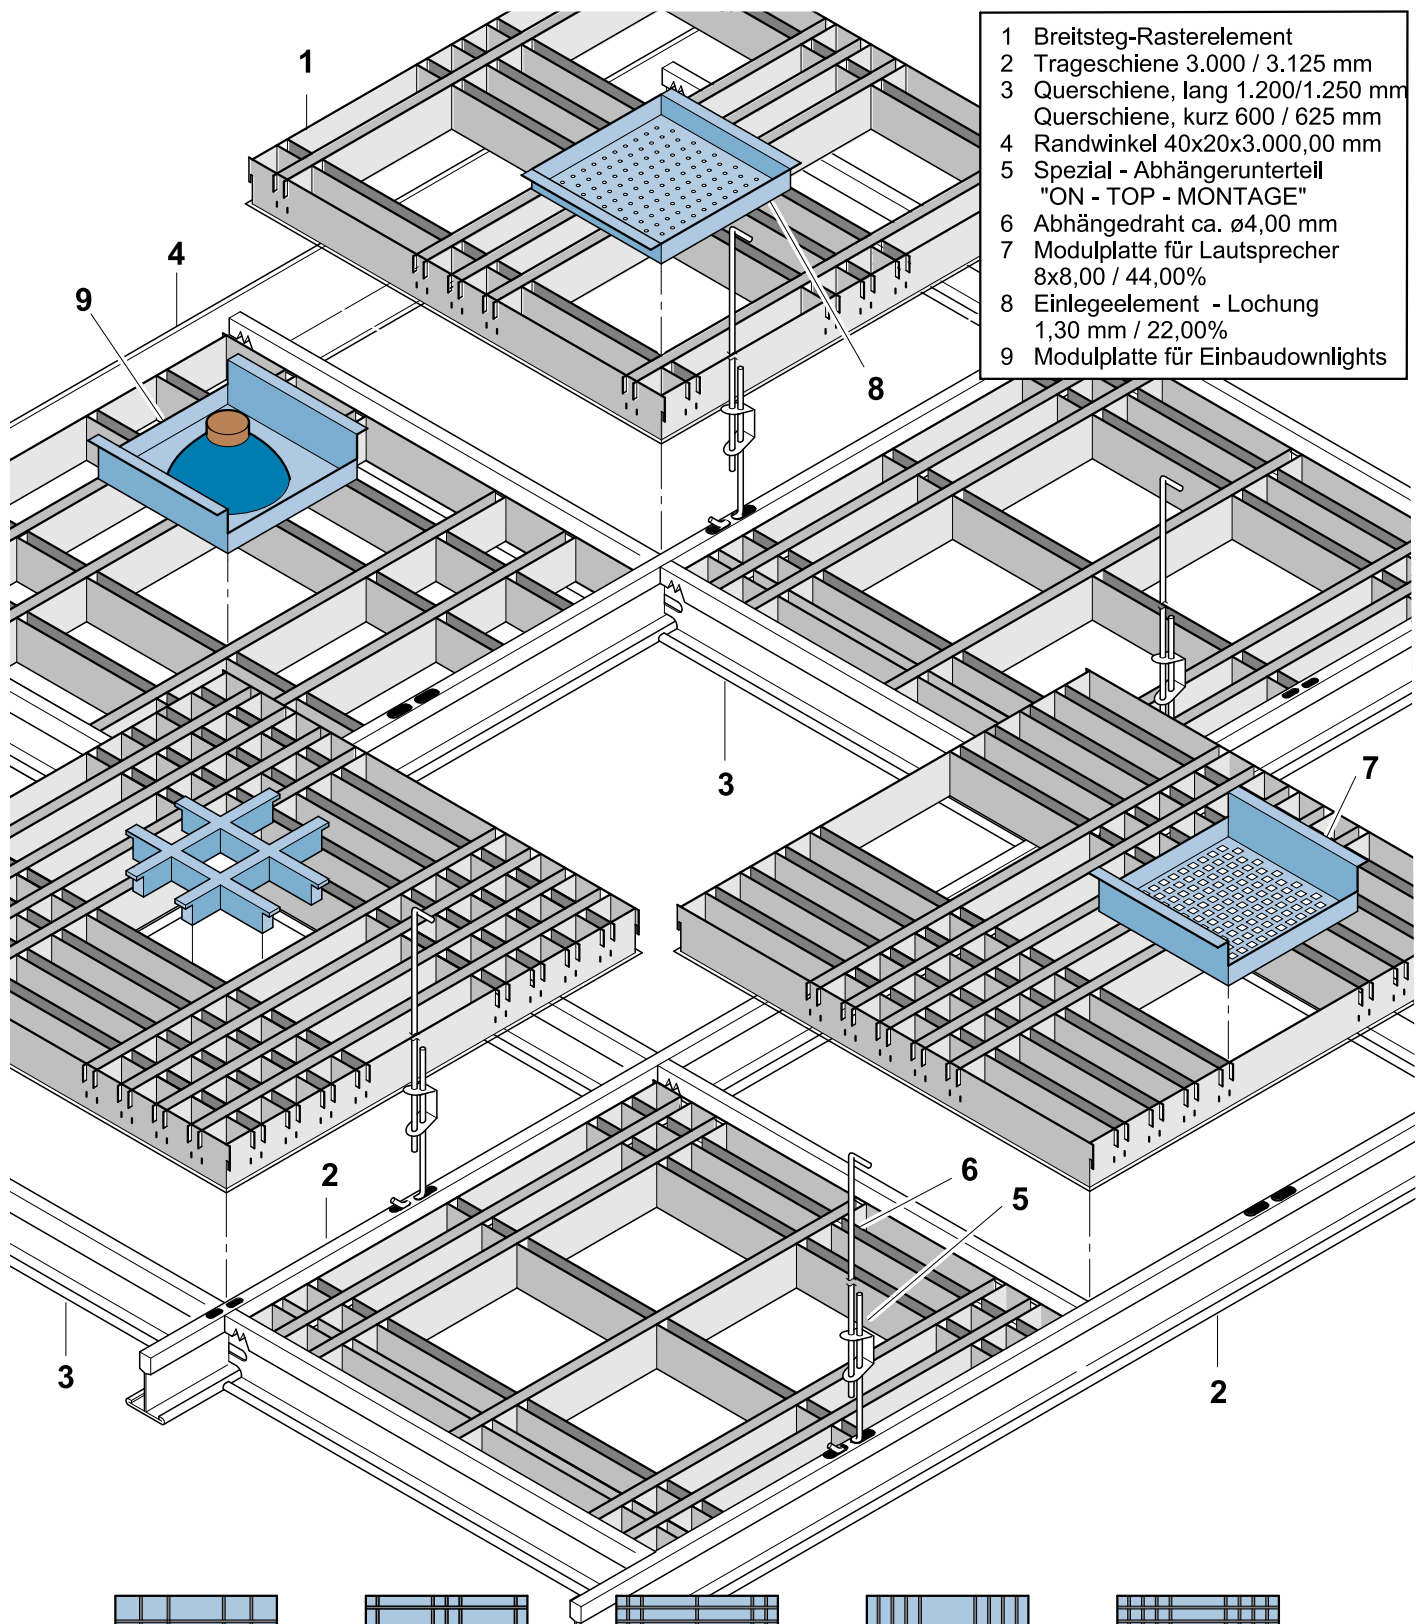 1 Breitsteg-Rasterelement
2 Trageschiene 3.000 / 3.125 mm
3 Querschiene, lang 1.200/1.250 mm
Querschiene, kurz 600 / 625 mm
4 Randwinkel 40x20x3.000,00 mm
5 Spezial - Abhängerunterteil
"ON - TOP - MONTAGE"
6 Abhängedraht ca. ø4,00 mm
7 Modulplatte für Lautsprecher
8x8,00 / 44,00%
8 Einlegeelement - Lochung
1,30 mm / 22,00%
9 Modulplatte für Einbaudownlights
1
4
9
8
3
7
2
6
5
3
2